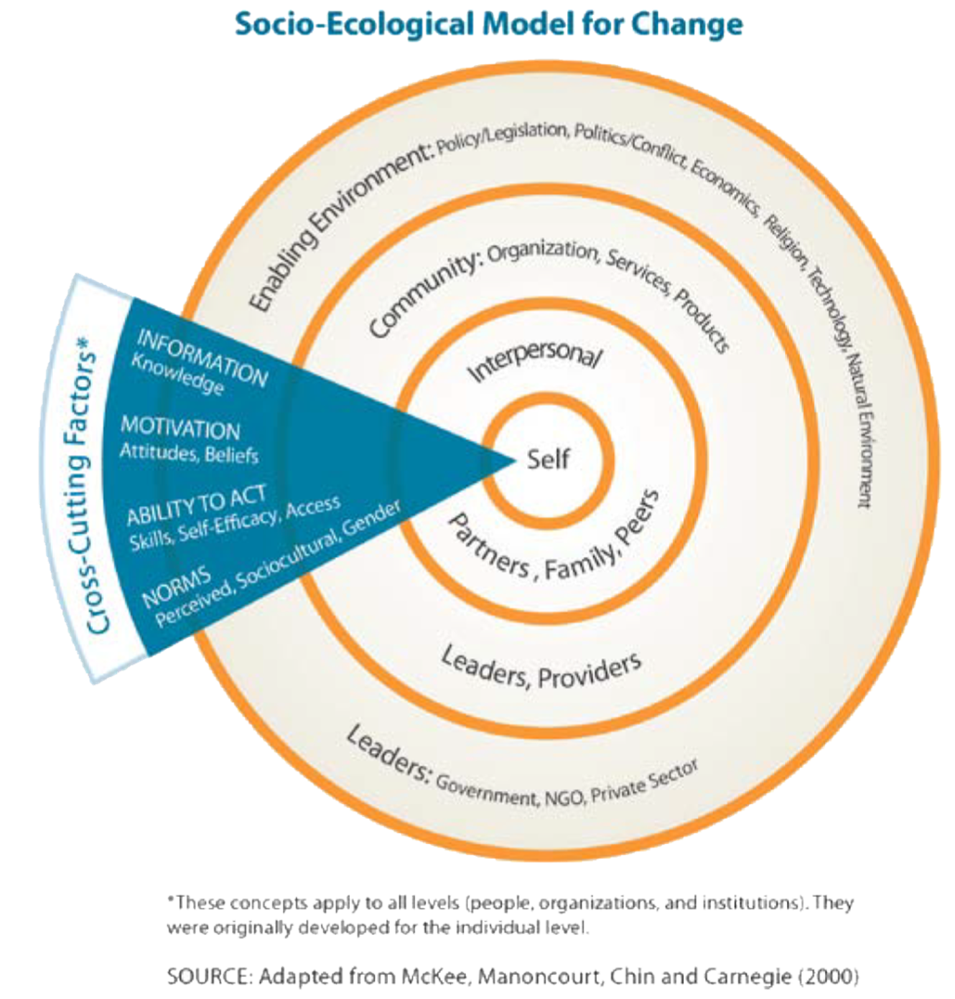 Socio-Ecological Model for Change
Enabling Environment: Policy/Legislation, Politics/Conflict, Economics, Religion, Technology, Natural Environment
Community: Organization, Services, Products
Interpersonal
Self
Partners , Family, Peers
Leaders, Providers
Leaders: Government, NGO, Private Sector
Cross-Cutting Factors*
INFORMATION
Knowledge
MOTIVATION
Attitudes, Beliefs
ABILITY TO ACT
Skills, Self-Efficacy, Access
NORMS
Perceived, Sociocultural, Gender
*These concepts apply to all levels (people, organizations, and institutions). They
were originally developed for the individual level.
SOURCE: Adapted from McKee, Manoncourt, Chin and Carnegie (2000)